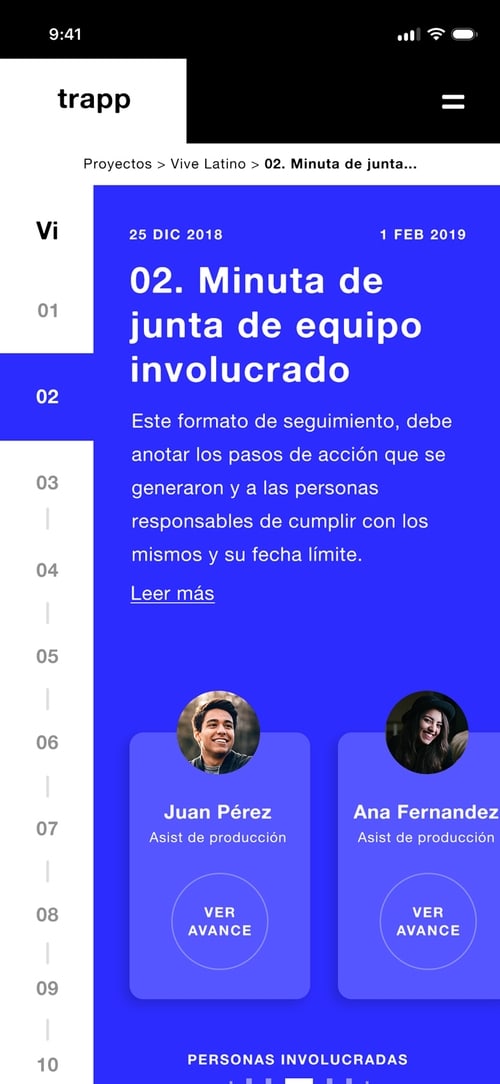 9:41
trapp
Proyectos > Vive Latino > 02. Minuta de junta...
Vi
01
02
03
04
05
06
07
08
09
10
25 DIC 2018
1 FEB 2019
02. Minuta de
junta de equipo
involucrado
Este formato de seguimiento, debe
anotar los pasos de acción que se
generaron y a las personas
responsables de cumplir con los
mismos y su fecha límite.
Leer más
Juan Pérez
Asist de producción
VER
AVANCE
Ana Fernandez
Asist de producción
VER
AVANCE
PERSONAS INVOLUCRADAS